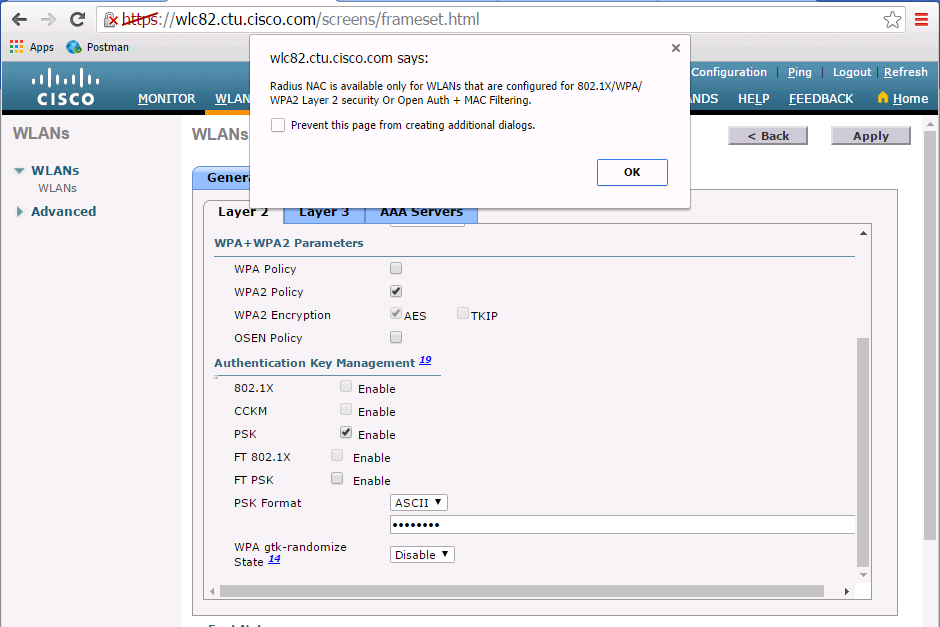 https://wlc82.ctu.cisco.com/screens/frameset.html
Apps Postman
wlc82.ctu.cisco.com says:
Radius NAC is available only for WLANs that are configured for 802.1X/WPA/
WPA2 Layer 2 security Or Open Auth + MAC Filtering.
Prevent this page from creating additional dialogs.
OK
Configuration Ping Logout Refresh
CISCO MONITOR WLAN ANDS HELP FEEDBACK Home
WLANs
WLANs
WLANs
Advanced
WLANs < Back Apply
Genera
Layer 2 Layer 3 AAA Servers
WPA+WPA2 Parameters
WPA Policy
WPA2 Policy
WPA2 Encryption AES TKIP
OSEN Policy
Authentication Key Management 19
802.1X Enable
CCKM Enable
PSK Enable
FT 802.1X Enable
FT PSK Enable
PSK Format ASCII
••••••••
WPA gtk-randomize
State 14 Disable